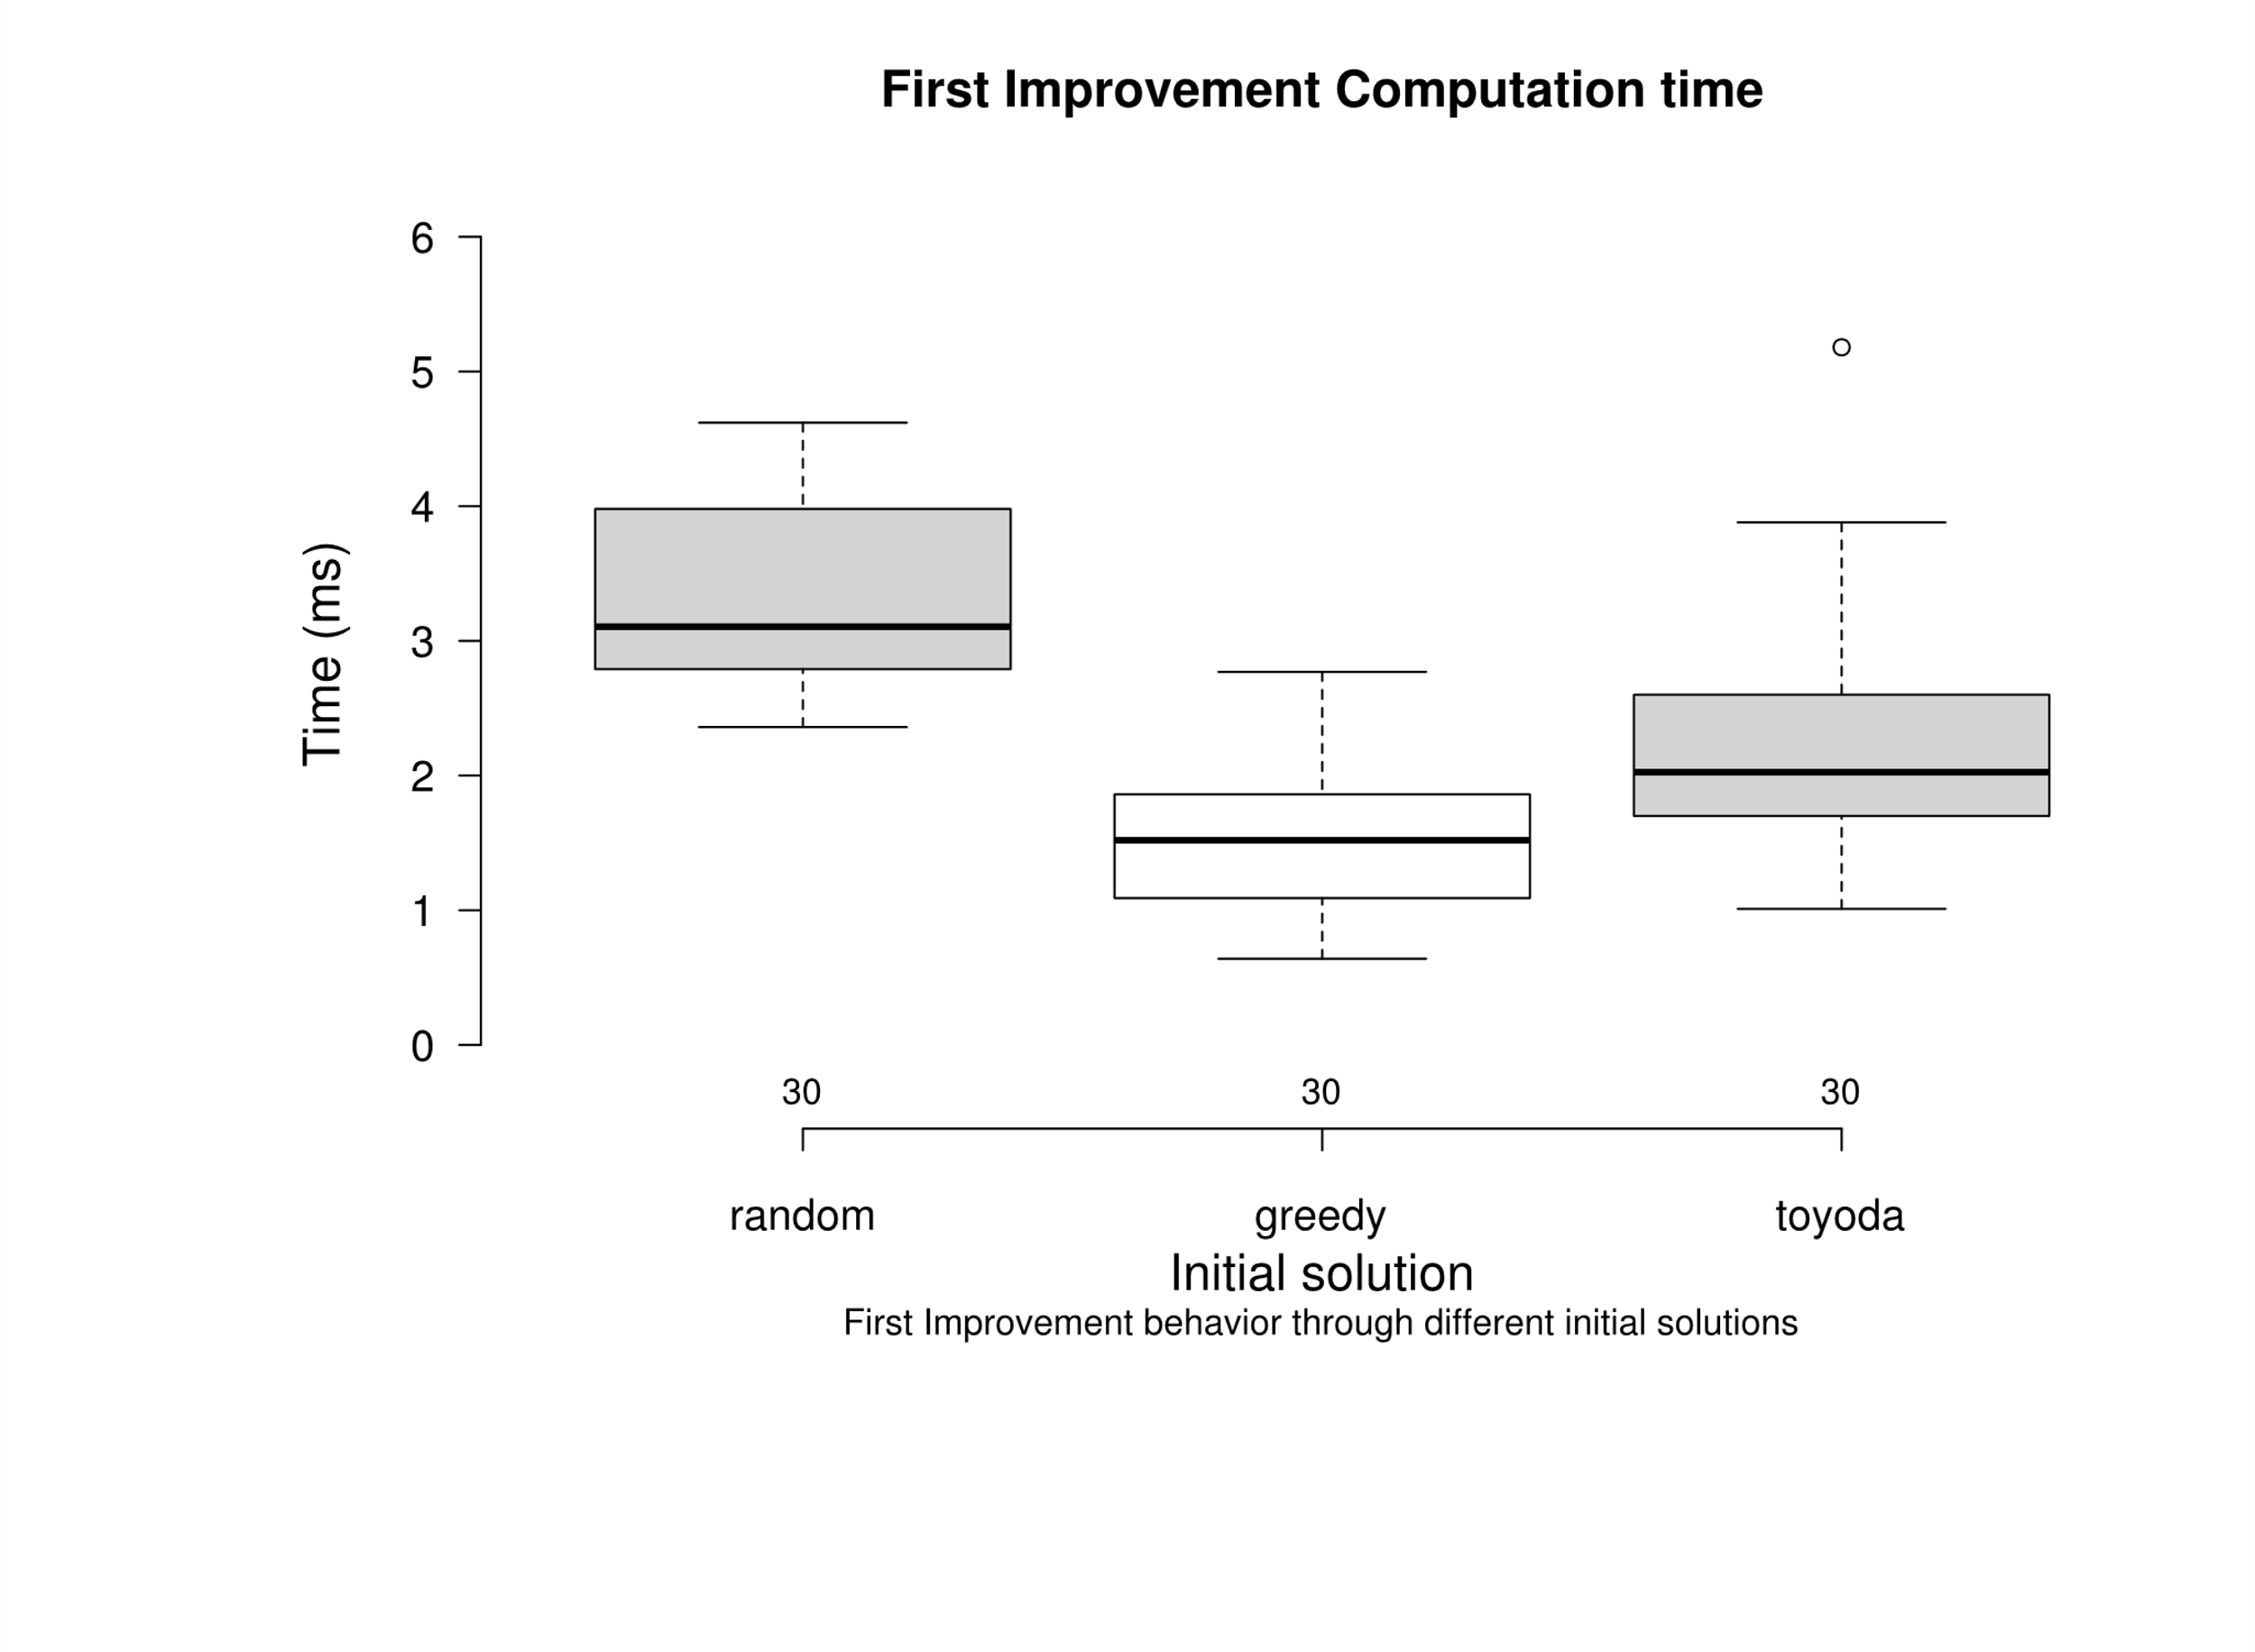 First Improvement Computation time
6
5
4
3
2
1
0
Time (ms)
30 30 30
random greedy toyoda
Initial solution
First Improvement behavior through different initial solutions